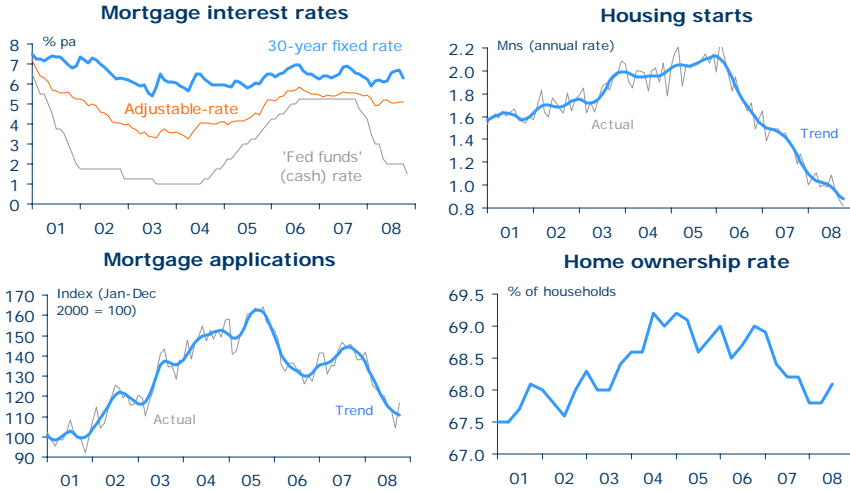 Mortgage interest rates
% pa
30-year fixed rate
Adjustable-rate
'Fed funds'
(cash) rate
8
7
6
5
4
3
2
1
0
01 02 03 04 05 06 07 08
Housing starts
Mns (annual rate)
Actual
Trend
2.2
2.0
1.8
1.6
1.4
1.2
1.0
0.8
01 02 03 04 05 06 07 08
Mortgage applications
Index (Jan-Dec
2000 = 100)
Actual
Trend
170
160
150
140
130
120
110
100
90
01 02 03 04 05 06 07 08
Home ownership rate
% of households
69.5
69.0
68.5
68.0
67.5
67.0
01 02 03 04 05 06 07 08